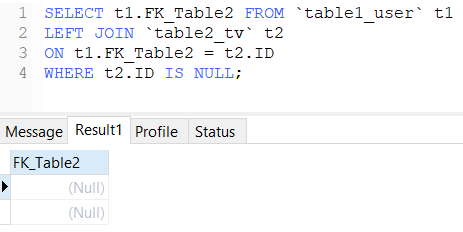 1 SELECT t1.FK_Table2 FROM `table1_user` t1
2 LEFT JOIN `table2_tv` t2
3 ON t1.FK_Table2 = t2.ID
4 WHERE t2.ID IS NULL;
Message Result1 Profile Status
FK_Table2
(Null)
(Null)